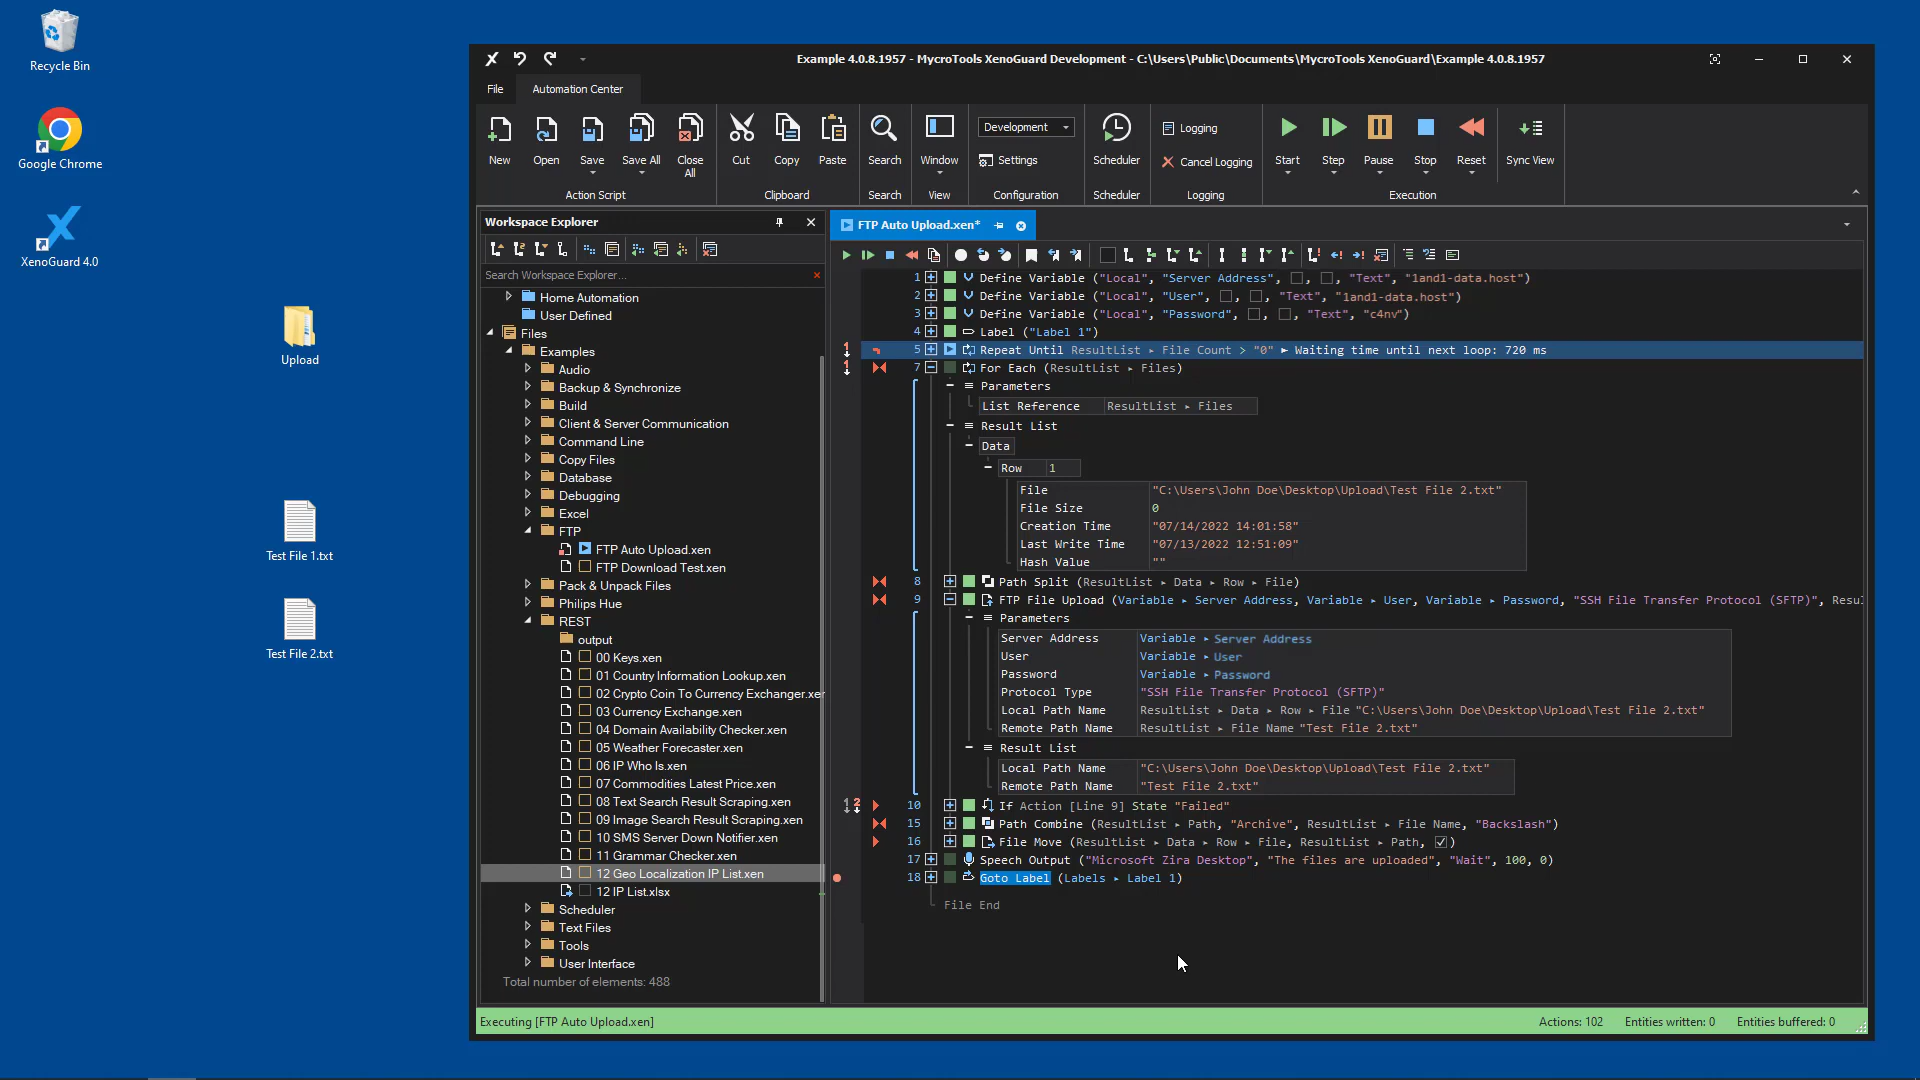 Recycle Bin
Google Chrome
XenoGuard 4.0
Upload
Test File 1.txt
Test File 2.txt
Example 4.0.8.1957 - MycroTools XenoGuard Development - C:\Users\Public\Documents\MycroTools XenoGuard\Example 4.0.8.1957
File Automation Center
New Open Save Save All Close All Cut Copy Paste Search Window Development Settings Scheduler Logging Cancel Logging Start Step Pause Stop Reset Sync View
Action Script Clipboard Search View Configuration Scheduler Logging Execution
Workspace Explorer
Search Workspace Explorer...
Home Automation
User Defined
Files
Examples
Audio
Backup & Synchronize
Build
Client & Server Communication
Command Line
Copy Files
Database
Debugging
Excel
FTP
FTP Auto Upload.xen
FTP Download Test.xen
Pack & Unpack Files
Philips Hue
REST
output
00 Keys.xen
01 Country Information Lookup.xen
02 Crypto Coin To Currency Exchanger.xen
03 Currency Exchange.xen
04 Domain Availability Checker.xen
05 Weather Forecaster.xen
06 IP Who Is.xen
07 Commodities Latest Price.xen
08 Text Search Result Scraping.xen
09 Image Search Result Scraping.xen
10 SMS Server Down Notifier.xen
11 Grammar Checker.xen
12 Geo Localization IP List.xen
12 IP List.xlsx
Scheduler
Text Files
Tools
User Interface
Total number of elements: 488
FTP Auto Upload.xen*
1 Define Variable ("Local", "Server Address", , , "Text", "1and1-data.host")
2 Define Variable ("Local", "User", , , "Text", "1and1-data.host")
3 Define Variable ("Local", "Password", , , "Text", "c4nv")
4 Label ("Label 1")
5 Repeat Until ResultList ▸ File Count > "0" ► Waiting time until next loop: 720 ms
7 For Each (ResultList ▸ Files)
Parameters
List Reference ResultList ▸ Files
Result List
Data
Row 1
File "C:\Users\John Doe\Desktop\Upload\Test File 2.txt"
File Size 0
Creation Time "07/14/2022 14:01:58"
Last Write Time "07/13/2022 12:51:09"
Hash Value ""
8 Path Split (ResultList ▸ Data ▸ Row ▸ File)
9 FTP File Upload (Variable ▸ Server Address, Variable ▸ User, Variable ▸ Password, "SSH File Transfer Protocol (SFTP)", Resu
Parameters
Server Address Variable ▸ Server Address
User Variable ▸ User
Password Variable ▸ Password
Protocol Type "SSH File Transfer Protocol (SFTP)"
Local Path Name ResultList ▸ Data ▸ Row ▸ File "C:\Users\John Doe\Desktop\Upload\Test File 2.txt"
Remote Path Name ResultList ▸ File Name "Test File 2.txt"
Result List
Local Path Name "C:\Users\John Doe\Desktop\Upload\Test File 2.txt"
Remote Path Name "Test File 2.txt"
1 2 10 If Action [Line 9] State "Failed"
15 Path Combine (ResultList ▸ Path, "Archive", ResultList ▸ File Name, "Backslash")
16 File Move (ResultList ▸ Data ▸ Row ▸ File, ResultList ▸ Path, ☑)
17 Speech Output ("Microsoft Zira Desktop", "The files are uploaded", "Wait", 100, 0)
18 Goto Label (Labels ▸ Label 1)
File End
Executing [FTP Auto Upload.xen] Actions: 102 Entities written: 0 Entities buffered: 0